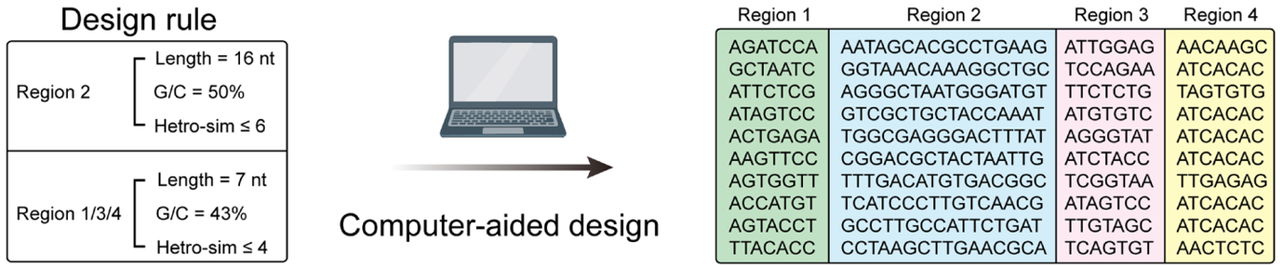 Design rule
Region 2
Length = 16 nt
G/C = 50%
Hetro-sim ≤ 6
Region 1/3/4
Length = 7 nt
G/C = 43%
Hetro-sim ≤ 4
Computer-aided design
Region 1 Region 2 Region 3 Region 4
AGATCCA AATAGCACGCCTGAAG ATTGGAG AACAAGC
GCTAATC GGTAAACAAAGGCTGC TCCAGAA ATCACAC
ATTCTCG AGGGCTAATGGGATGT TTCTCTG TAGTGTG
ATAGTCC GTCGCTGCTACCAAAT ATGTGTC ATCACAC
ACTGAGA TGGCGAGGGACTTTAT AGGGTAT ATCACAC
AAGTTCC CGGACGCTACTAATTG ATCTACC ATCACAC
AGTGGTT TTTGACATGTGACGGC TCGGTAA TTGAGAG
ACCATGT TCATCCCTTGTCAACG ATAGTCC ATCACAC
AGTACCT GCCTTGCCATTCTGAT TTGTAGC ATCACAC
TTACACC CCTAAGCTTGAACGCA TCAGTGT AACTCTC